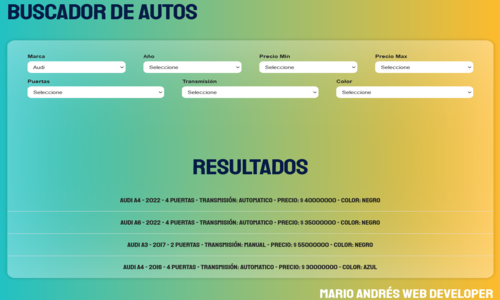 BUSCADOR DE AUTOS
Marca Año Precio Min Precio Max
Audi Seleccione Seleccione Seleccione
Puertas Transmisión Color
Seleccione Seleccione Seleccione
RESULTADOS
AUDI A4 - 2022 - 4 PUERTAS - TRANSMISIÓN: AUTOMATICO - PRECIO: $ 40000000 - COLOR: NEGRO
AUDI A6 - 2022 - 4 PUERTAS - TRANSMISIÓN: AUTOMATICO - PRECIO: $ 35000000 - COLOR: NEGRO
AUDI A3 - 2017 - 2 PUERTAS - TRANSMISIÓN: MANUAL - PRECIO: $ 55000000 - COLOR: NEGRO
AUDI A4 - 2016 - 4 PUERTAS - TRANSMISIÓN: AUTOMATICO - PRECIO: $ 30000000 - COLOR: AZUL
MARIO ANDRÉS WEB DEVELOPER